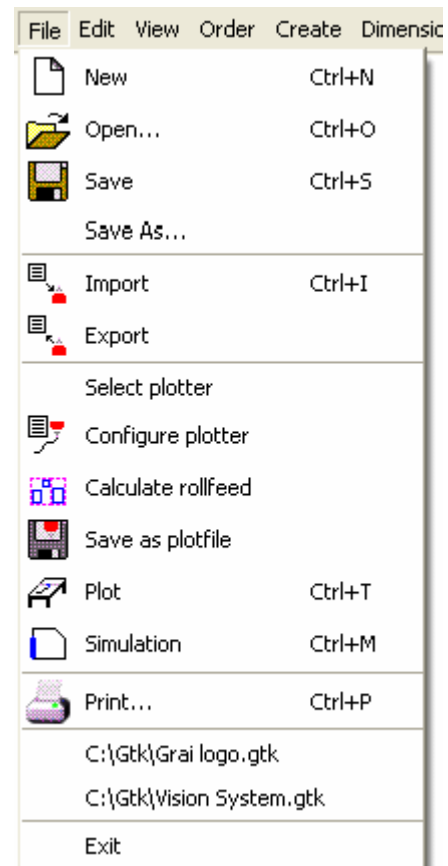 File Edit View Order Create Dimensio
New Ctrl+N
Open... Ctrl+O
Save Ctrl+S
Save As...
Import Ctrl+I
Export
Select plotter
Configure plotter
Calculate rollfeed
Save as plotfile
Plot Ctrl+T
Simulation Ctrl+M
Print... Ctrl+P
C:\Gtk\Grai logo.gtk
C:\Gtk\Vision System.gtk
Exit